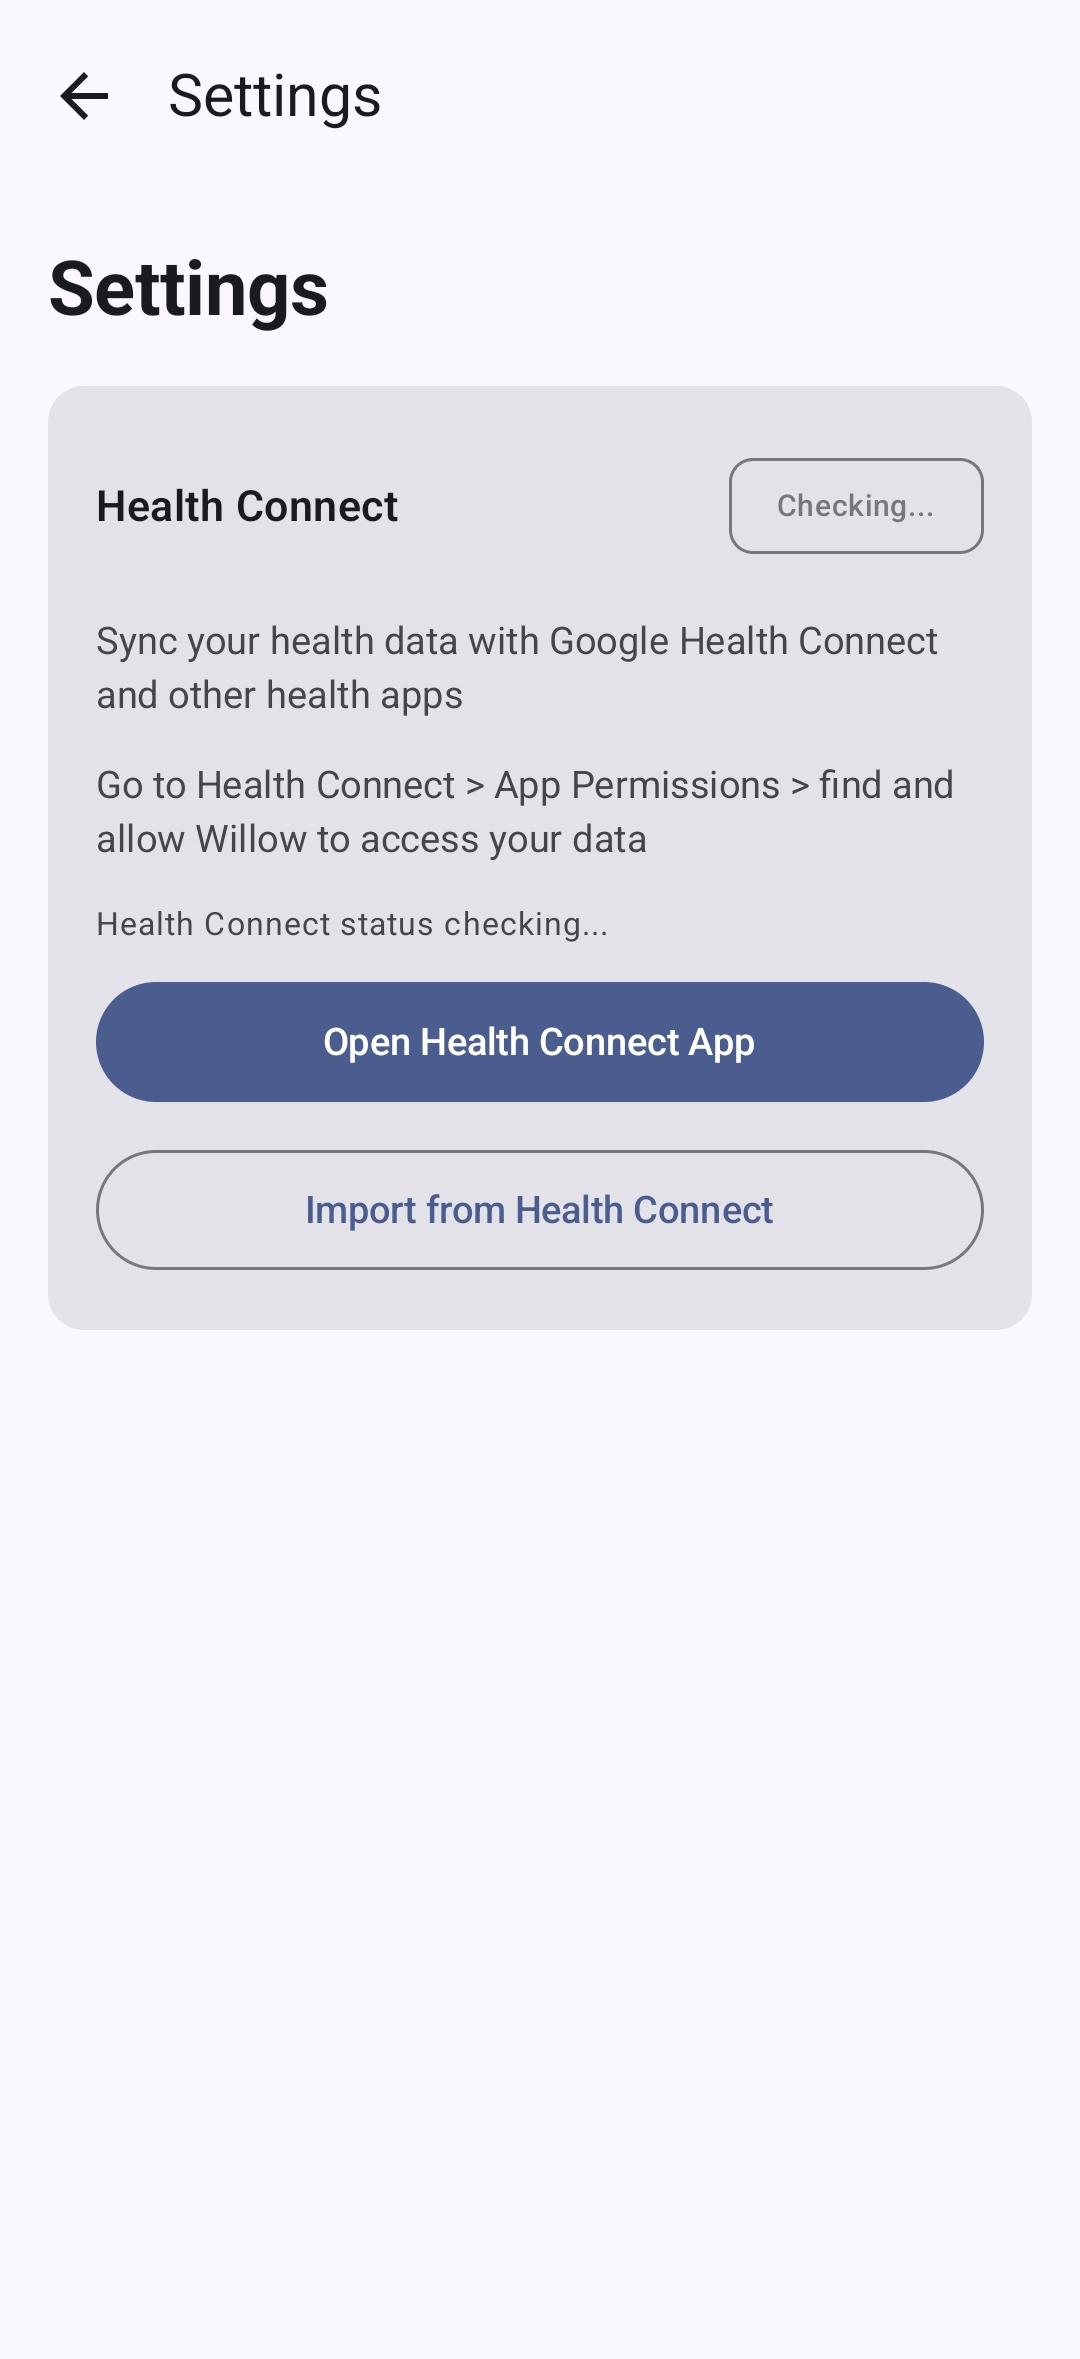 Settings
Settings
Health Connect
Checking...
Sync your health data with Google Health Connect
and other health apps
Go to Health Connect > App Permissions > find and
allow Willow to access your data
Health Connect status checking...
Open Health Connect App
Import from Health Connect